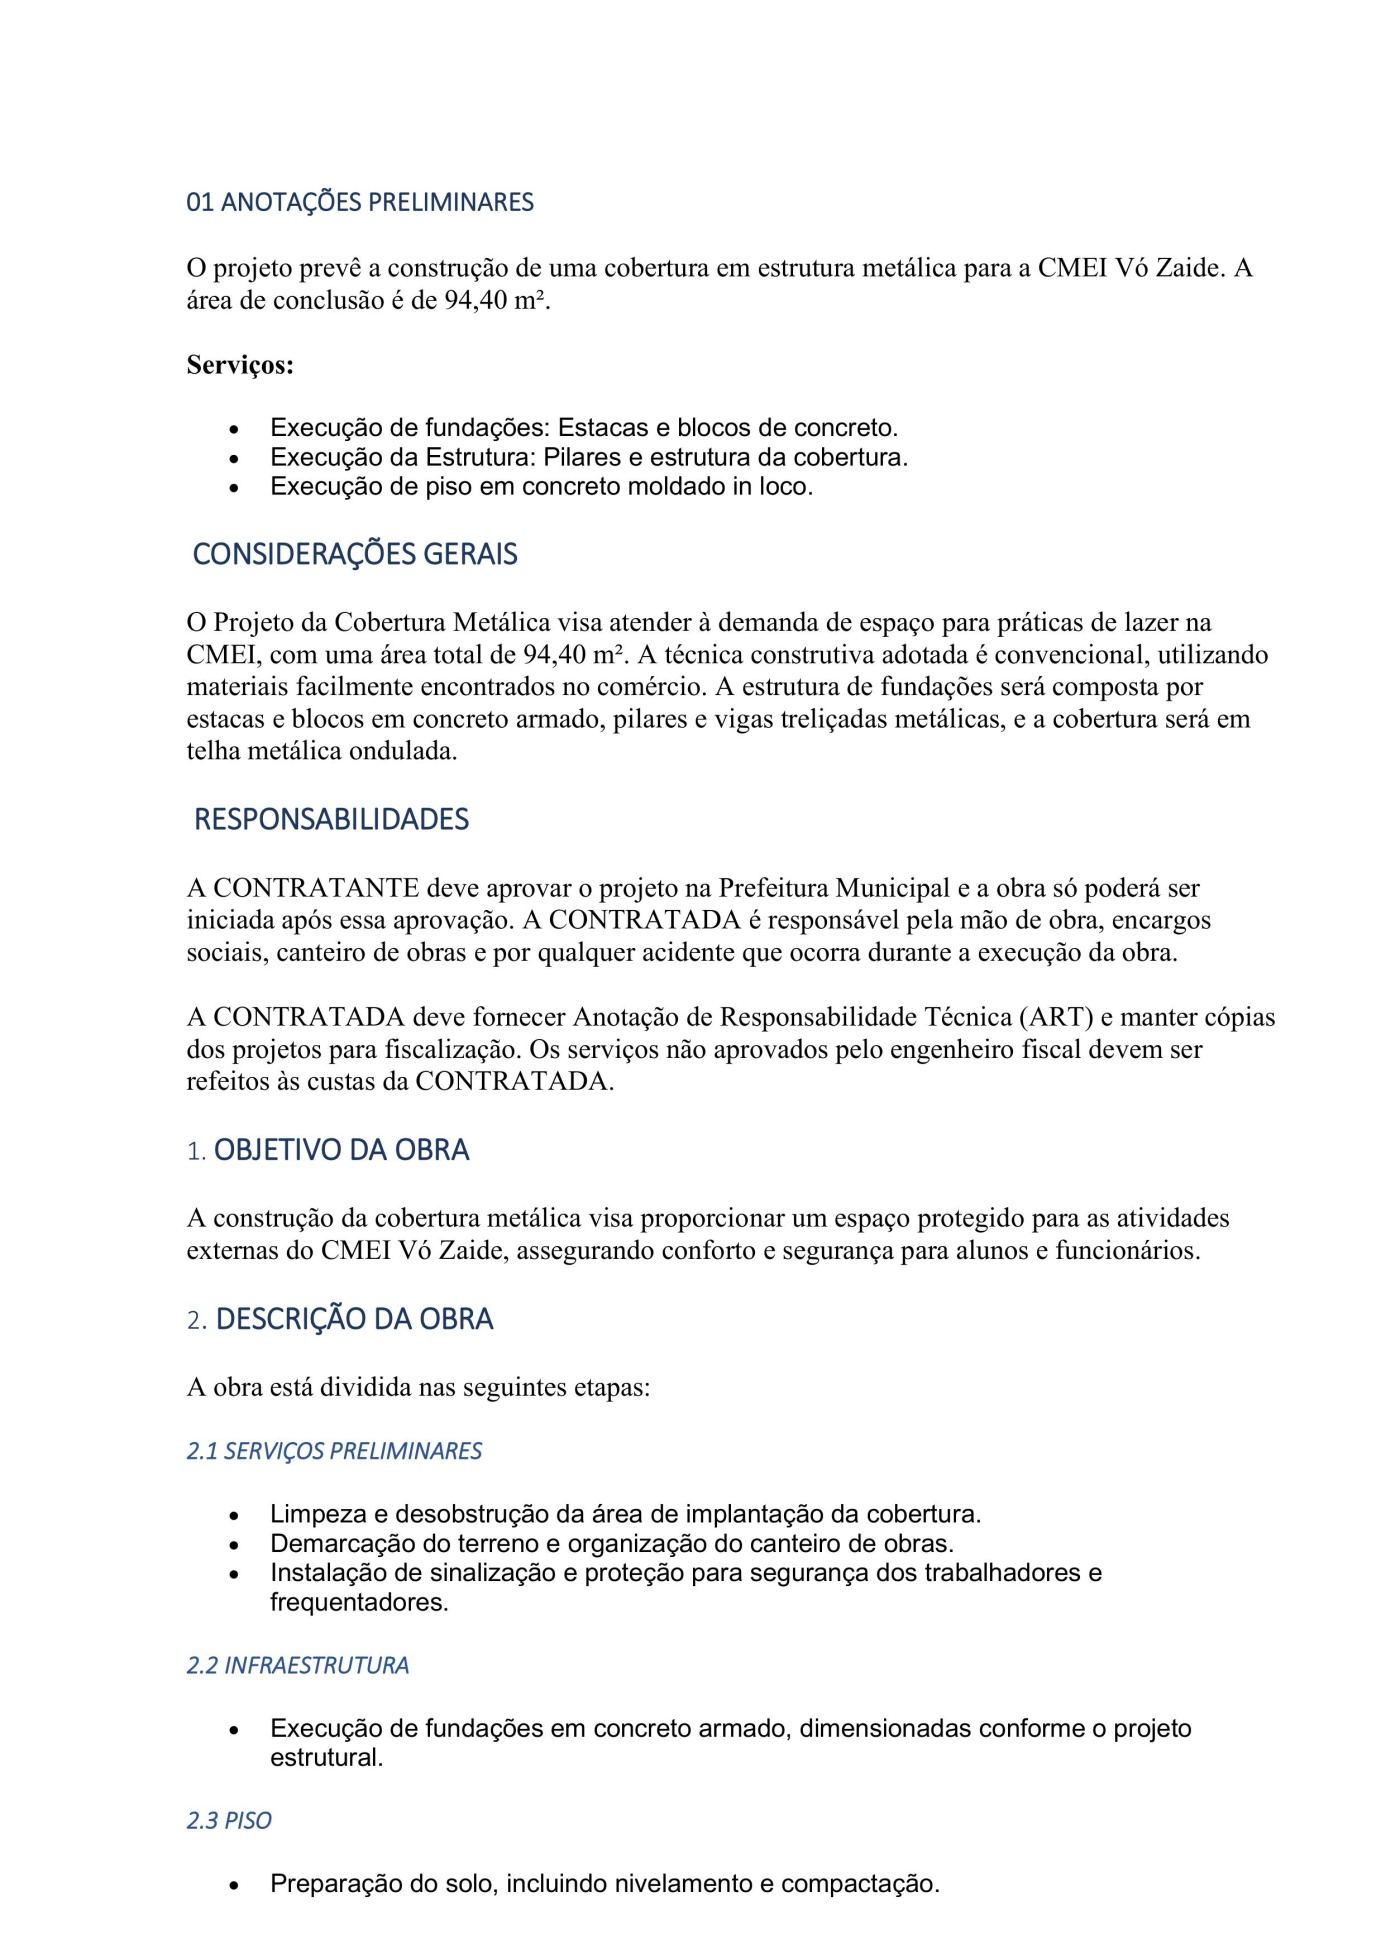 01 ANOTAÇÕES PRELIMINARES
O projeto prevê a construção de uma cobertura em estrutura metálica para a CMEI Vó Zaide. A
área de conclusão é de 94,40 m².
Serviços:
• Execução de fundações: Estacas e blocos de concreto.
• Execução da Estrutura: Pilares e estrutura da cobertura.
• Execução de piso em concreto moldado in loco.
CONSIDERAÇÕES GERAIS
O Projeto da Cobertura Metálica visa atender à demanda de espaço para práticas de lazer na
CMEI, com uma área total de 94,40 m². A técnica construtiva adotada é convencional, utilizando
materiais facilmente encontrados no comércio. A estrutura de fundações será composta por
estacas e blocos em concreto armado, pilares e vigas treliçadas metálicas, e a cobertura será em
telha metálica ondulada.
RESPONSABILIDADES
A CONTRATANTE deve aprovar o projeto na Prefeitura Municipal e a obra só poderá ser
iniciada após essa aprovação. A CONTRATADA é responsável pela mão de obra, encargos
sociais, canteiro de obras e por qualquer acidente que ocorra durante a execução da obra.
A CONTRATADA deve fornecer Anotação de Responsabilidade Técnica (ART) e manter cópias
dos projetos para fiscalização. Os serviços não aprovados pelo engenheiro fiscal devem ser
refeitos às custas da CONTRATADA.
1. OBJETIVO DA OBRA
A construção da cobertura metálica visa proporcionar um espaço protegido para as atividades
externas do CMEI Vó Zaide, assegurando conforto e segurança para alunos e funcionários.
2. DESCRIÇÃO DA OBRA
A obra está dividida nas seguintes etapas:
2.1 SERVIÇOS PRELIMINARES
• Limpeza e desobstrução da área de implantação da cobertura.
• Demarcação do terreno e organização do canteiro de obras.
• Instalação de sinalização e proteção para segurança dos trabalhadores e
frequentadores.
2.2 INFRAESTRUTURA
• Execução de fundações em concreto armado, dimensionadas conforme o projeto
estrutural.
2.3 PISO
• Preparação do solo, incluindo nivelamento e compactação.